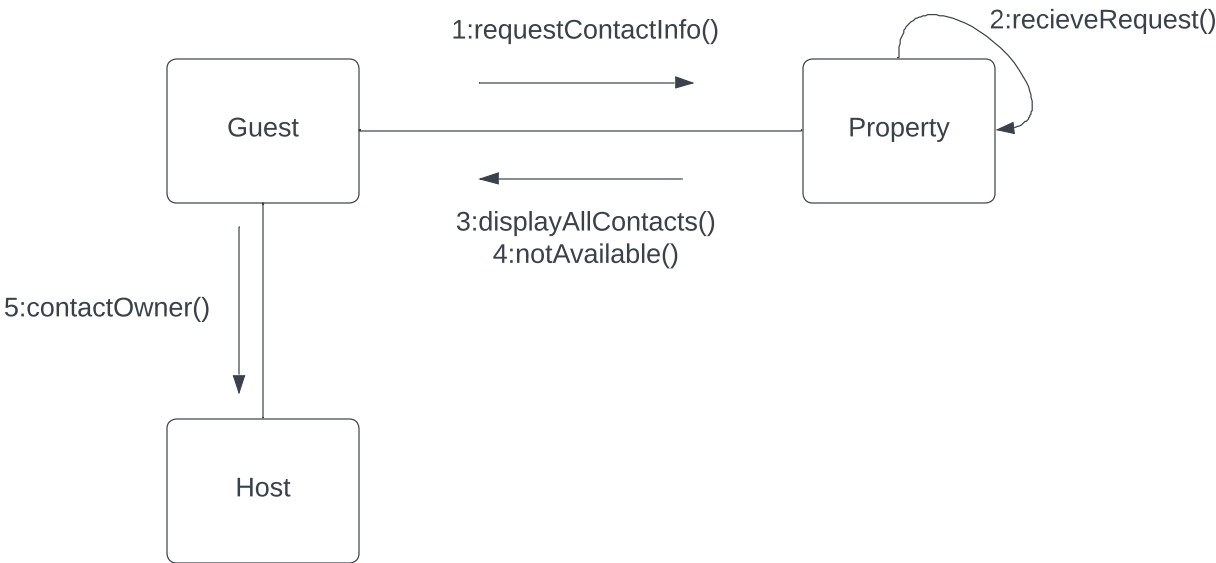 1:requestContactInfo()
2:recieveRequest()
Guest
Property
3:displayAllContacts()
4:notAvailable()
5:contactOwner()
Host